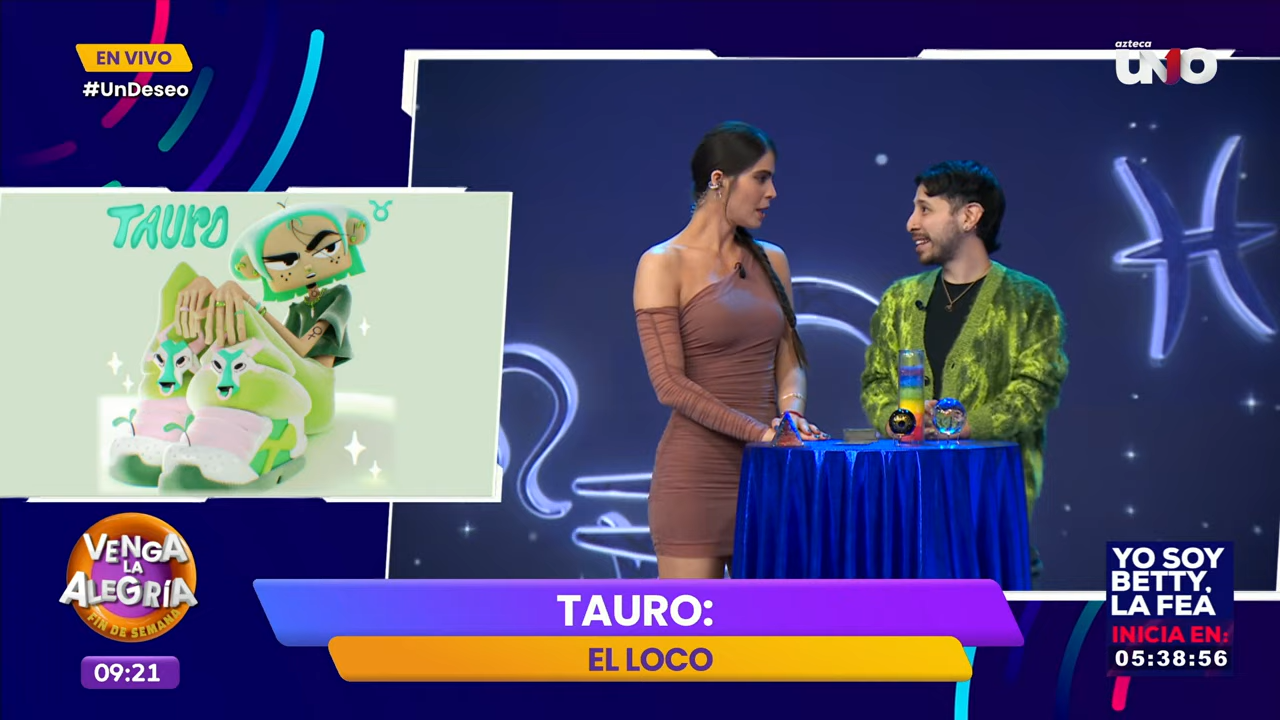 EN VIVO
#UnDeseo
azteca
UNO
TAURO
VENGA
LA
ALEGRÍA
FIN DE SEMANA
09:21
TAURO:
EL LOCO
YO SOY
BETTY,
LA FEA
INICIA EN:
05:38:56